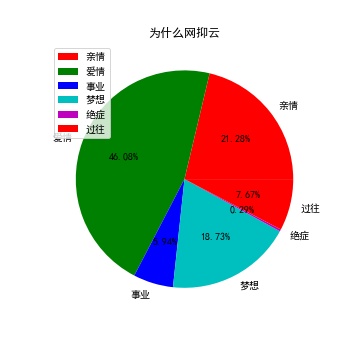 为什么网抑云
亲情
爱情
事业
梦想
绝症
过往
亲情
21.28%
爱情
46.08%
7.67%
0.29%
过往
18.73%
绝症
梦想
事业